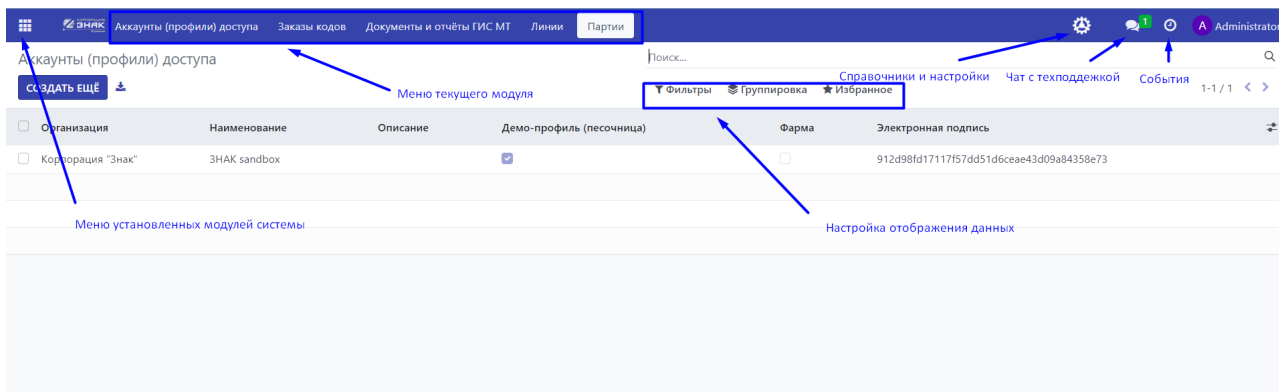 КОРПОРАЦИЯ
ЗНАК Аккаунты (профили) доступа Заказы кодов Документы и отчёты ГИС МТ Линии Партии 1 A Administrator
Аккаунты (профили) доступа Поиск...
СОЗДАТЬ ЕЩЁ Меню текущего модуля Фильтры Группировка Избранное Справочники и настройки Чат с техподдежкой События 1-1 / 1
Организация Наименование Описание Демо-профиль (песочница) Фарма Электронная подпись
Корпорация "Знак" ЗНАК sandbox 912d98fd17117f57dd51d6ceae43d09a84358e73
Меню установленных модулей системы Настройка отображения данных